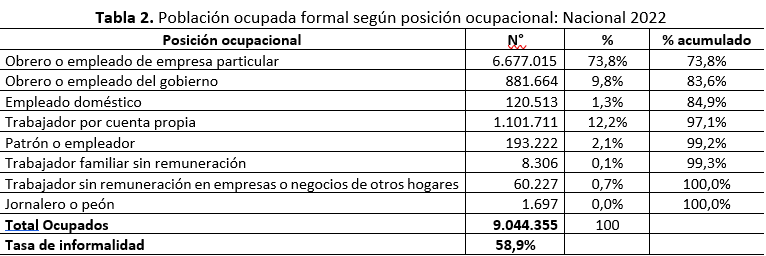 Tabla 2. Población ocupada formal según posición ocupacional: Nacional 2022
Posición ocupacional N° % % acumulado
Obrero o empleado de empresa particular 6.677.015 73,8% 73,8%
Obrero o empleado del gobierno 881.664 9,8% 83,6%
Empleado doméstico 120.513 1,3% 84,9%
Trabajador por cuenta propia 1.101.711 12,2% 97,1%
Patrón o empleador 193.222 2,1% 99,2%
Trabajador familiar sin remuneración 8.306 0,1% 99,3%
Trabajador sin remuneración en empresas o negocios de otros hogares 60.227 0,7% 100,0%
Jornalero o peón 1.697 0,0% 100,0%
Total Ocupados 9.044.355 100
Tasa de informalidad 58,9%